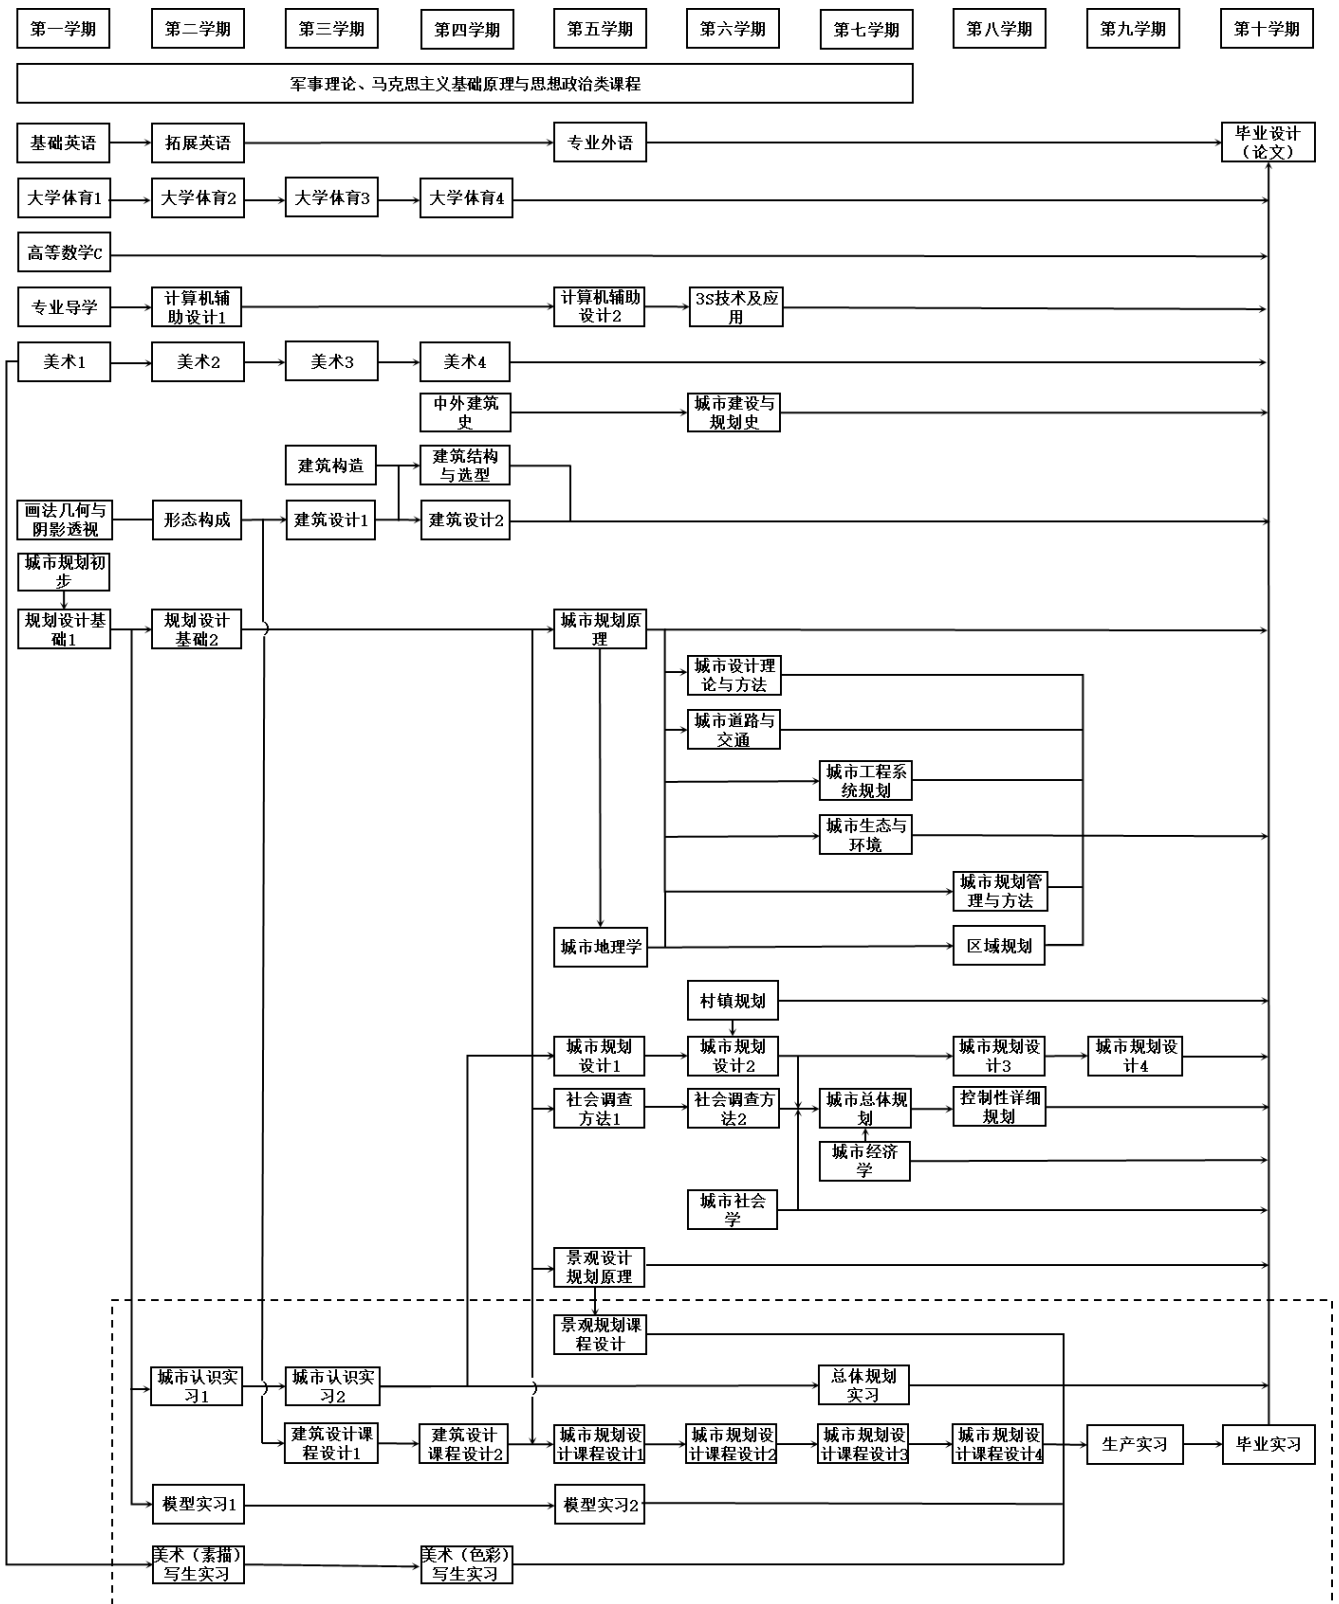 第一学期
第二学期
第三学期
第四学期
第五学期
第六学期
第七学期
第八学期
第九学期
第十学期
军事理论、马克思主义基础原理与思想政治类课程
基础英语
拓展英语
专业外语
毕业设计
（论文）
大学体育1
大学体育2
大学体育3
大学体育4
高等数学C
专业导学
计算机辅
助设计1
计算机辅助
设计2
3S技术及应
用
美术1
美术2
美术3
美术4
中外建筑
史
城市建设与
规划史
建筑构造
建筑结构
与选型
画法几何与
阴影透视
形态构成
建筑设计1
建筑设计2
城市规划初
步
规划设计基
础1
规划设计
基础2
城市规划原
理
城市设计理
论与方法
城市道路与
交通
城市工程系
统规划
城市生态与
环境
城市规划管
理与方法
城市地理学
区域规划
村镇规划
城市规划
设计1
城市规划
设计2
城市规划设
计3
城市规划设
计4
社会调查
方法1
社会调查方
法2
城市总体规
划
控制性详细
规划
城市经济
学
城市社会
学
景观设计
规划原理
景观规划课
程设计
城市认识实
习1
城市认识实
习2
总体规划
实习
建筑设计课
程设计1
建筑设计
课程设计2
城市规划设
计课程设计1
城市规划设
计课程设计2
城市规划设
计课程设计3
城市规划设
计课程设计4
生产实习
毕业实习
模型实习1
模型实习2
美术（素描）
写生实习
美术（色彩）
写生实习